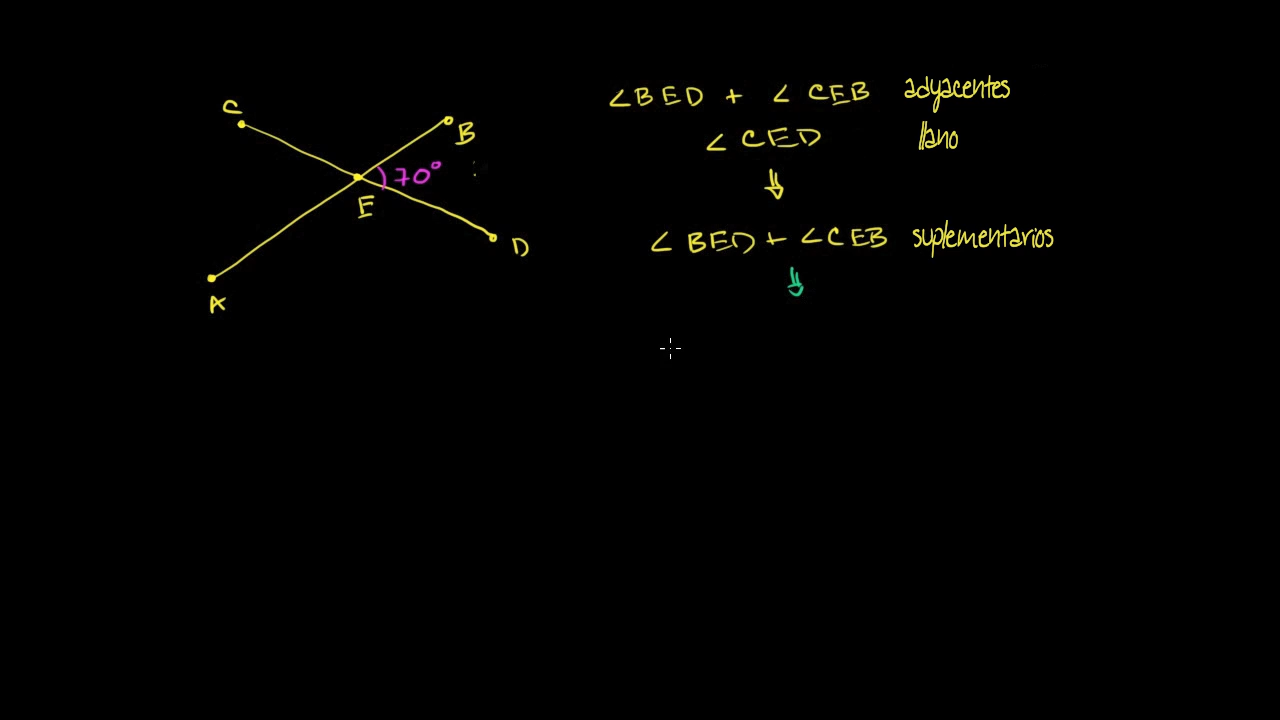 C
B
70°
E
D
A
∠BED + ∠CEB adyacentes
∠CED llano
⇓
∠BED + ∠CEB suplementarios
⇓